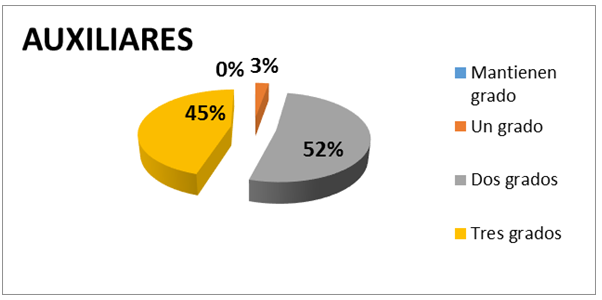 AUXILIARES
0%
3%
45%
52%
Mantienen
grado
Un grado
Dos grados
Tres grados